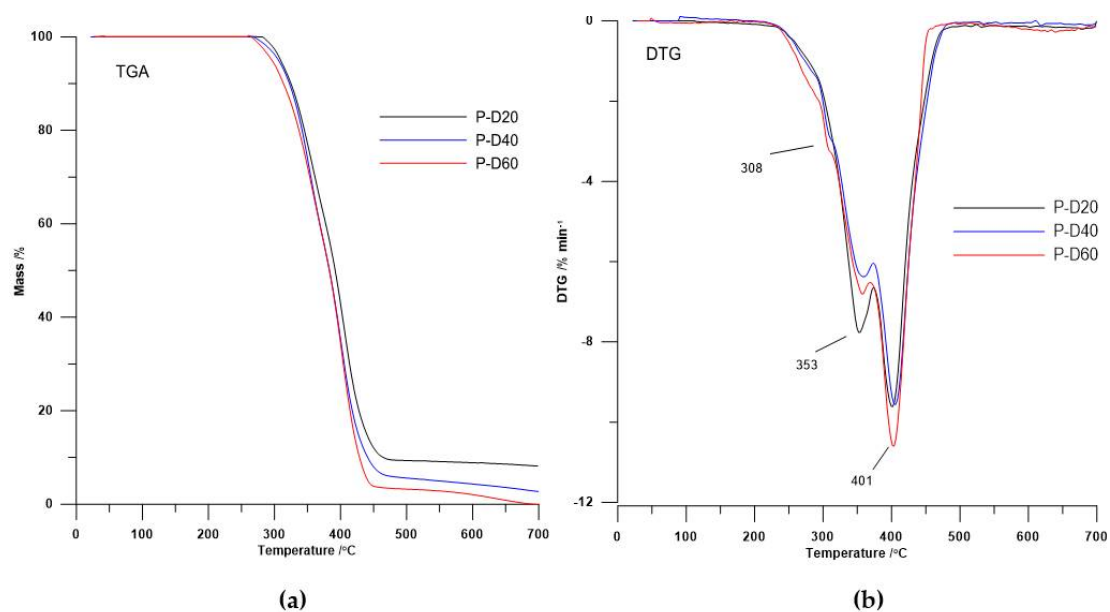 100
80
60
40
20
0
Mass /%
TGA
P-D20
P-D40
P-D60
0
100
200
300
400
500
600
700
Temperature /°C
(a)
0
-4
-8
-12
DTG /% min⁻¹
DTG
308
353
401
P-D20
P-D40
P-D60
0
100
200
300
400
500
600
700
Temperature /°C
(b)